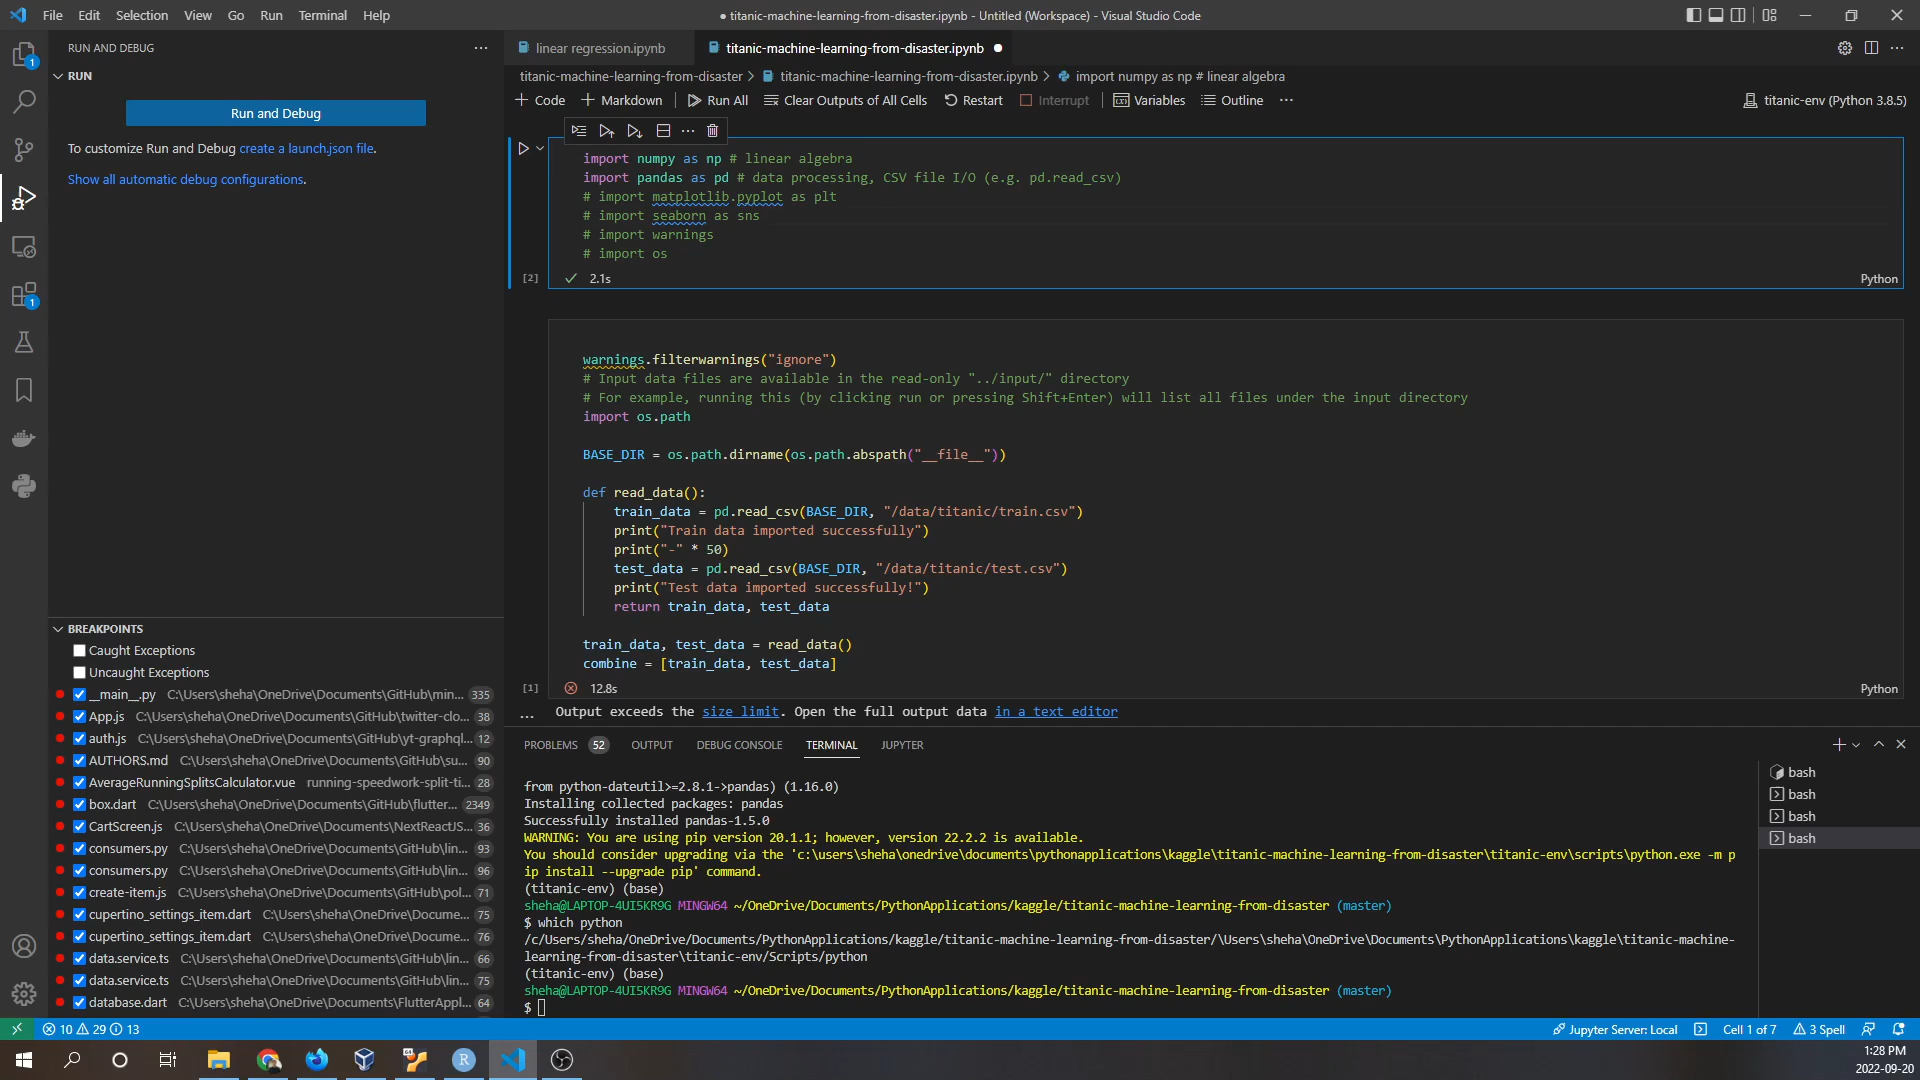 File Edit Selection View Go Run Terminal Help
● titanic-machine-learning-from-disaster.ipynb - Untitled (Workspace) - Visual Studio Code
RUN AND DEBUG
RUN
Run and Debug
To customize Run and Debug create a launch.json file.
Show all automatic debug configurations.
BREAKPOINTS
Caught Exceptions
Uncaught Exceptions
__main__.py C:\Users\sheha\OneDrive\Documents\GitHub\min... 335
App.js C:\Users\sheha\OneDrive\Documents\GitHub\twitter-clo... 38
auth.js C:\Users\sheha\OneDrive\Documents\GitHub\yt-graphql... 12
AUTHORS.md C:\Users\sheha\OneDrive\Documents\GitHub\su... 90
AverageRunningSplitsCalculator.vue running-speedwork-split-ti... 28
box.dart C:\Users\sheha\OneDrive\Documents\GitHub\flutter... 2349
CartScreen.js C:\Users\sheha\OneDrive\Documents\NextReactJS... 36
consumers.py C:\Users\sheha\OneDrive\Documents\GitHub\lin... 93
consumers.py C:\Users\sheha\OneDrive\Documents\GitHub\lin... 96
create-item.js C:\Users\sheha\OneDrive\Documents\GitHub\pol... 71
cupertino_settings_item.dart C:\Users\sheha\OneDrive\Docume... 75
cupertino_settings_item.dart C:\Users\sheha\OneDrive\Docume... 76
data.service.ts C:\Users\sheha\OneDrive\Documents\GitHub\lin... 66
data.service.ts C:\Users\sheha\OneDrive\Documents\GitHub\lin... 75
database.dart C:\Users\sheha\OneDrive\Documents\FlutterAppl... 64
linear regression.ipynb
titanic-machine-learning-from-disaster.ipynb ●
titanic-machine-learning-from-disaster > titanic-machine-learning-from-disaster.ipynb > import numpy as np # linear algebra
+ Code + Markdown Run All Clear Outputs of All Cells Restart Interrupt Variables Outline ...
titanic-env (Python 3.8.5)
import numpy as np # linear algebra
import pandas as pd # data processing, CSV file I/O (e.g. pd.read_csv)
# import matplotlib.pyplot as plt
# import seaborn as sns
# import warnings
# import os
[2] 2.1s Python
warnings.filterwarnings("ignore")
# Input data files are available in the read-only "../input/" directory
# For example, running this (by clicking run or pressing Shift+Enter) will list all files under the input directory
import os.path
BASE_DIR = os.path.dirname(os.path.abspath("__file__"))
def read_data():
train_data = pd.read_csv(BASE_DIR, "/data/titanic/train.csv")
print("Train data imported successfully")
print("-" * 50)
test_data = pd.read_csv(BASE_DIR, "/data/titanic/test.csv")
print("Test data imported successfully!")
return train_data, test_data
train_data, test_data = read_data()
combine = [train_data, test_data]
[1] 12.8s Python
... Output exceeds the size limit. Open the full output data in a text editor
PROBLEMS 52 OUTPUT DEBUG CONSOLE TERMINAL JUPYTER
from python-dateutil>=2.8.1->pandas) (1.16.0)
Installing collected packages: pandas
Successfully installed pandas-1.5.0
WARNING: You are using pip version 20.1.1; however, version 22.2.2 is available.
You should consider upgrading via the 'c:\users\sheha\onedrive\documents\pythonapplications\kaggle\titanic-machine-learning-from-disaster\titanic-env\scripts\python.exe -m p
ip install --upgrade pip' command.
(titanic-env) (base)
sheha@LAPTOP-4UI5KR9G MINGW64 ~/OneDrive/Documents/PythonApplications/kaggle/titanic-machine-learning-from-disaster (master)
$ which python
/c/Users/sheha/OneDrive/Documents/PythonApplications/kaggle/titanic-machine-learning-from-disaster/\Users\sheha\OneDrive\Documents\PythonApplications\kaggle\titanic-machine-
learning-from-disaster\titanic-env/Scripts/python
(titanic-env) (base)
sheha@LAPTOP-4UI5KR9G MINGW64 ~/OneDrive/Documents/PythonApplications/kaggle/titanic-machine-learning-from-disaster (master)
$
bash
bash
bash
bash
10 29 13
Jupyter Server: Local Cell 1 of 7 3 Spell
1:28 PM
2022-09-20